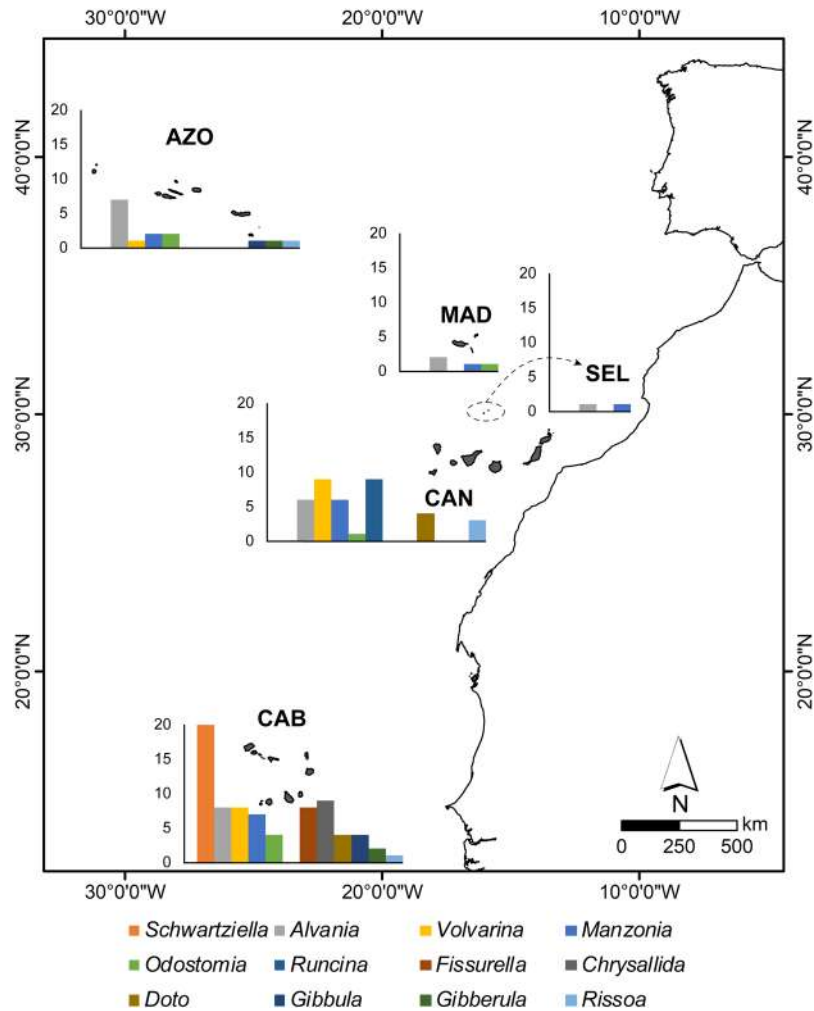 30°0'0"W 20°0'0"W 10°0'0"W
40°0'0"N 40°0'0"N
30°0'0"N 30°0'0"N
20°0'0"N 20°0'0"N
AZO
20
15
10
5
0
MAD
20
15
10
5
0
SEL
20
15
10
5
0
CAN
20
15
10
5
0
CAB
20
15
10
5
0
N
km
0 250 500
30°0'0"W 20°0'0"W 10°0'0"W
Schwartziella Alvania Volvarina Manzonia
Odostomia Runcina Fissurella Chrysallida
Doto Gibbula Gibberula Rissoa